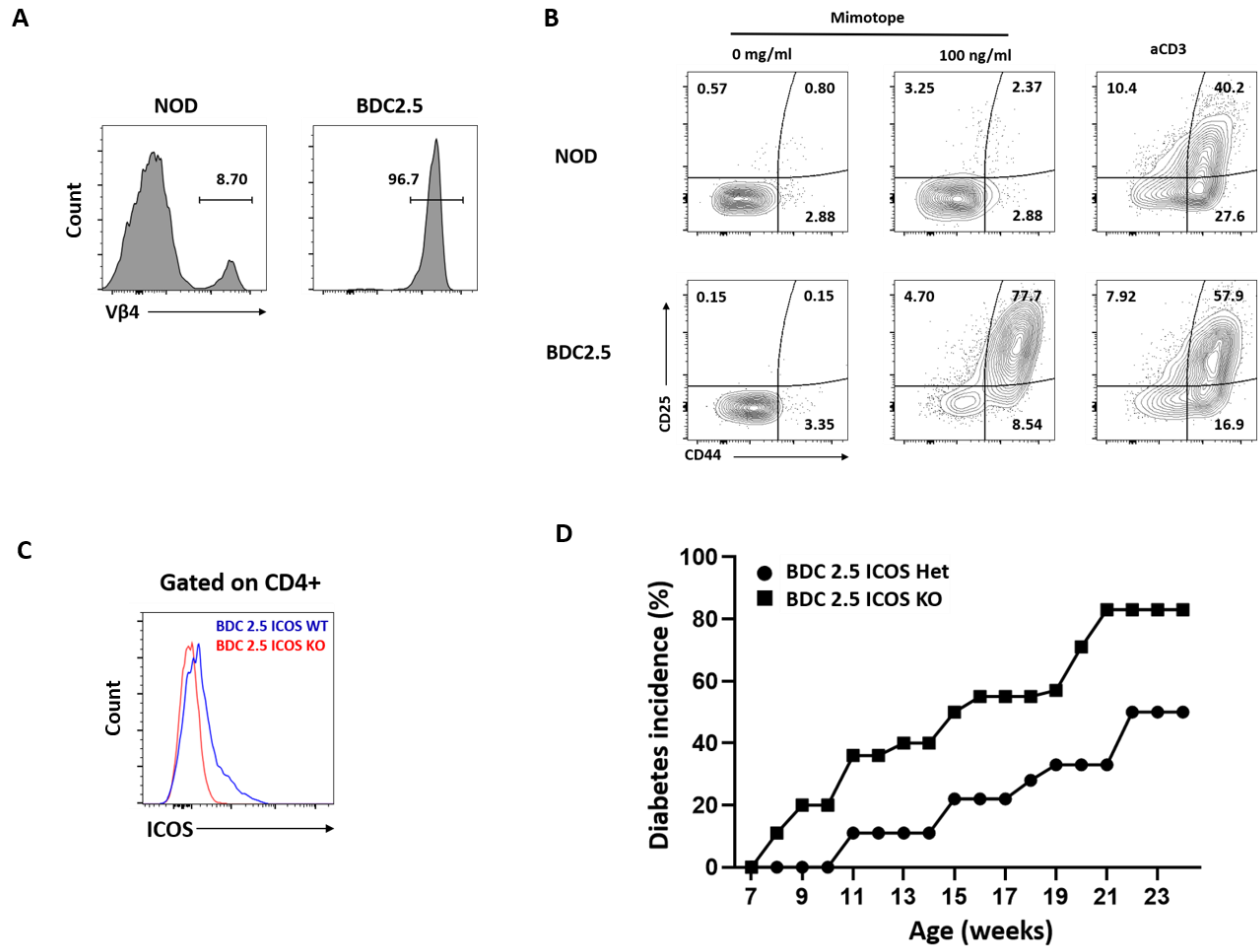 A
NOD
BDC2.5
8.70
96.7
Count
Vβ4
B
Mimotope
0 mg/ml
100 ng/ml
aCD3
NOD
0.57
0.80
2.88
3.25
2.37
2.88
10.4
40.2
27.6
BDC2.5
0.15
0.15
3.35
4.70
77.7
8.54
7.92
57.9
16.9
CD25
CD44
C
Gated on CD4+
BDC 2.5 ICOS WT
BDC 2.5 ICOS KO
Count
ICOS
D
BDC 2.5 ICOS Het
BDC 2.5 ICOS KO
Diabetes incidence (%)
100
80
60
40
20
0
7 9 11 13 15 17 19 21 23
Age (weeks)